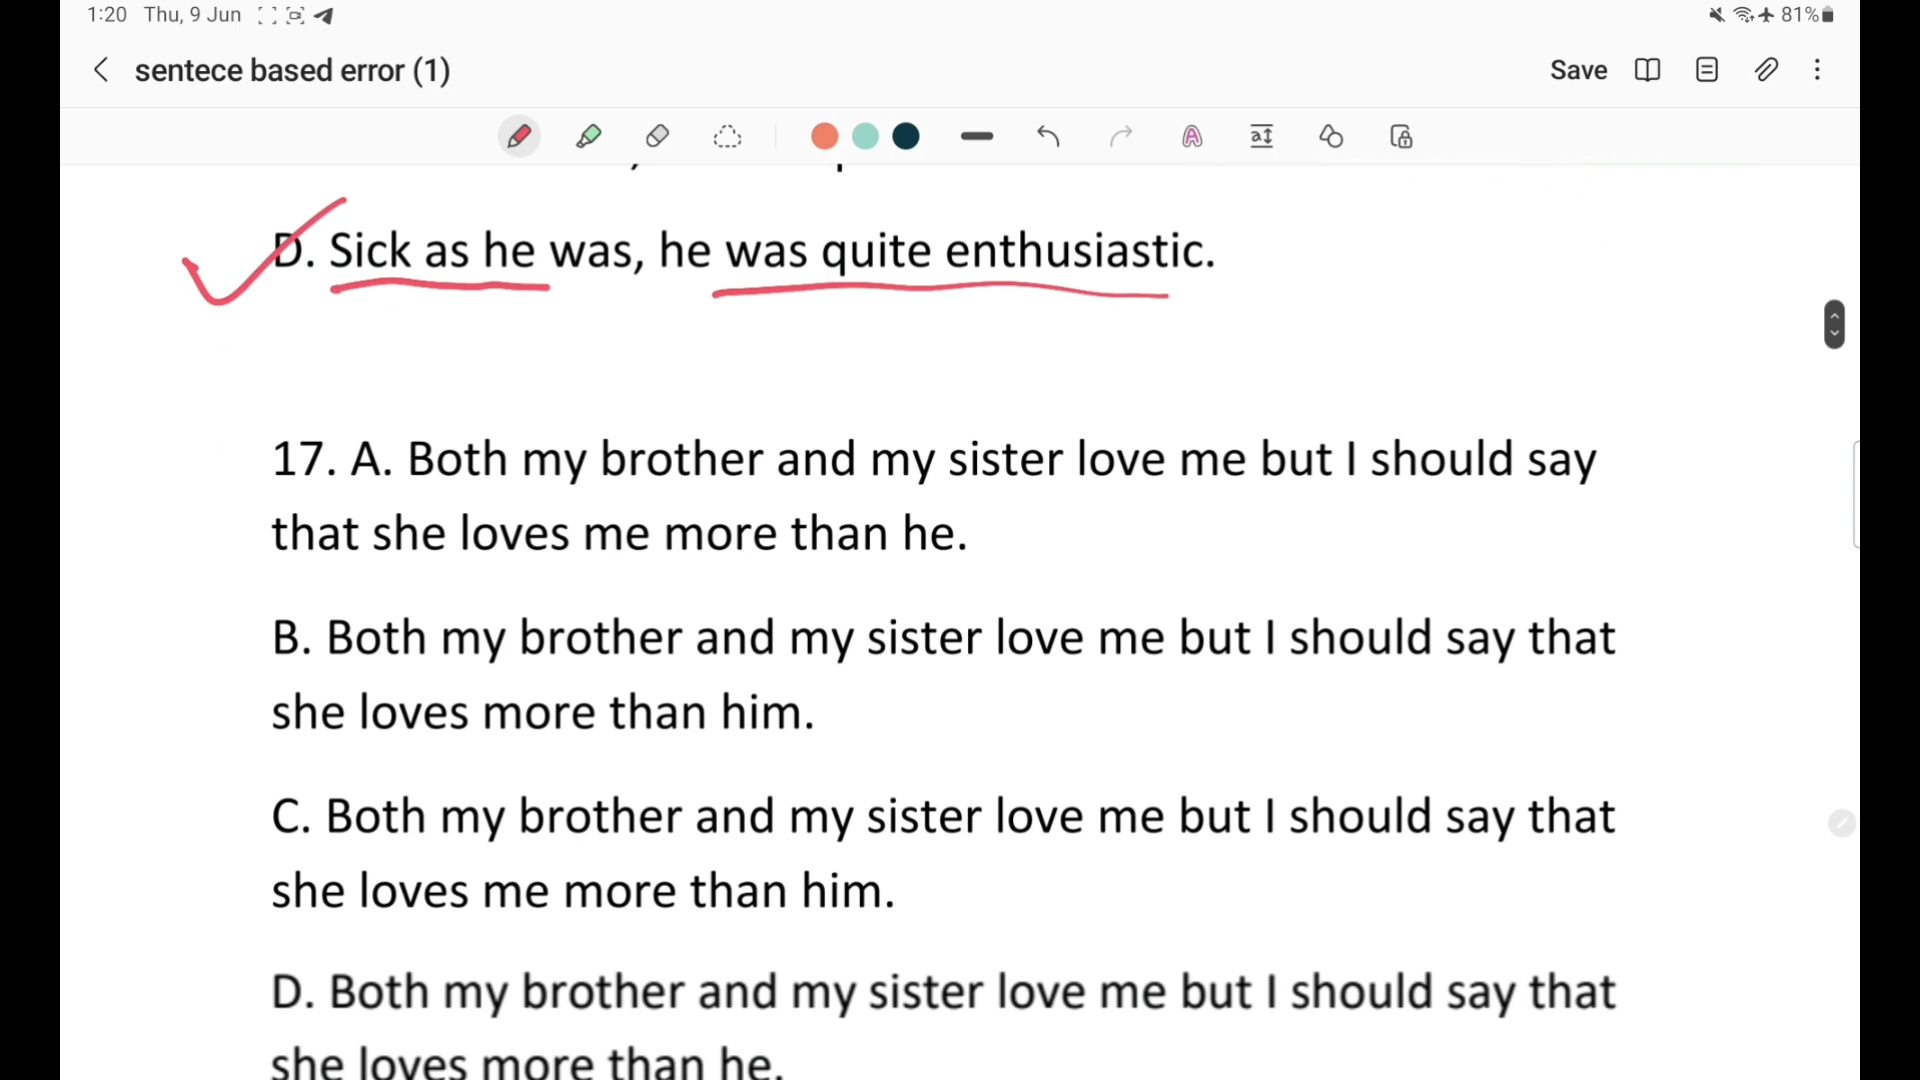 1:20 Thu, 9 Jun 81%
sentece based error (1) Save
D. Sick as he was, he was quite enthusiastic.
17. A. Both my brother and my sister love me but I should say
that she loves me more than he.
B. Both my brother and my sister love me but I should say that
she loves more than him.
C. Both my brother and my sister love me but I should say that
she loves me more than him.
D. Both my brother and my sister love me but I should say that
she loves more than he.